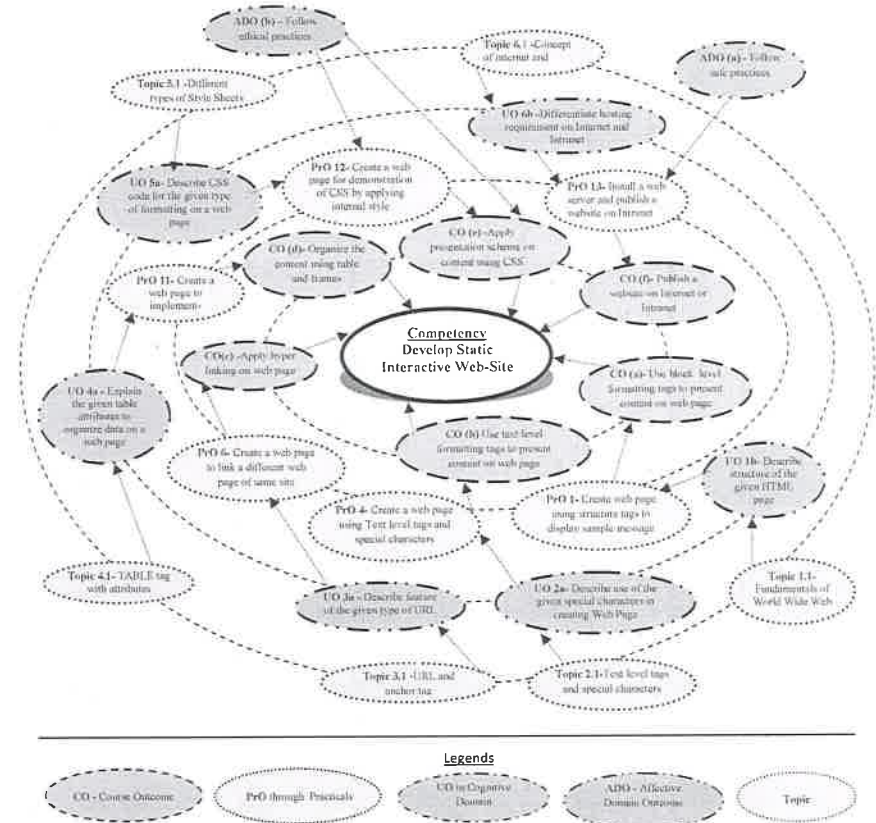 ADO (b) - Follow
ethical practices
Topic 6.1 -Concept
of internet and
ADO (a) - Follow
safe practices
Topic 5.1 -Different
types of Style Sheets
UO 6b -Differentiate hosting
requirement on Internet and
Intranet
UO 5a- Describe CSS
code for the given type
of formatting on a web
page
PrO 12- Create a web
page for demonstration
of CSS by applying
internal style
PrO 13- Install a web
server and publish a
website on Intranet
CO (d)- Organize the
content using table
and frames
CO (e) -Apply
presentation schema on
content using CSS
PrO 11- Create a
web page to
implement
CO (f)- Publish a
website on Internet or
Intranet
Competency
Develop Static
Interactive Web-Site
CO(c) -Apply hyper
linking on web page
CO (a)- Use block level
formatting tags to present
content on web page
UO 4a - Explain
the given table
attributes to
organize data on a
web page
CO (b) Use text level
formatting tags to present
content on web page
PrO 6- Create a web page
to link a different web
page of same site
UO 1b- Describe
structure of the
given HTML
page
PrO 4- Create a web page
using Text level tags and
special characters
PrO 1- Create web page
using structure tags to
display sample message
Topic 4.1- TABLE tag
with attributes
UO 3a - Describe feature
of the given type of URL
UO 2a- Describe use of the
given special characters in
creating Web Page
Topic 1.1-
Fundamentals of
World Wide Web
Topic 3.1 -URL and
anchor tag
Topic 2.1-Text level tags
and special characters
Legends
CO - Course Outcome
PrO through Practicals
UO in Cognitive
Domain
ADO - Affective
Domain Outcome
Topic